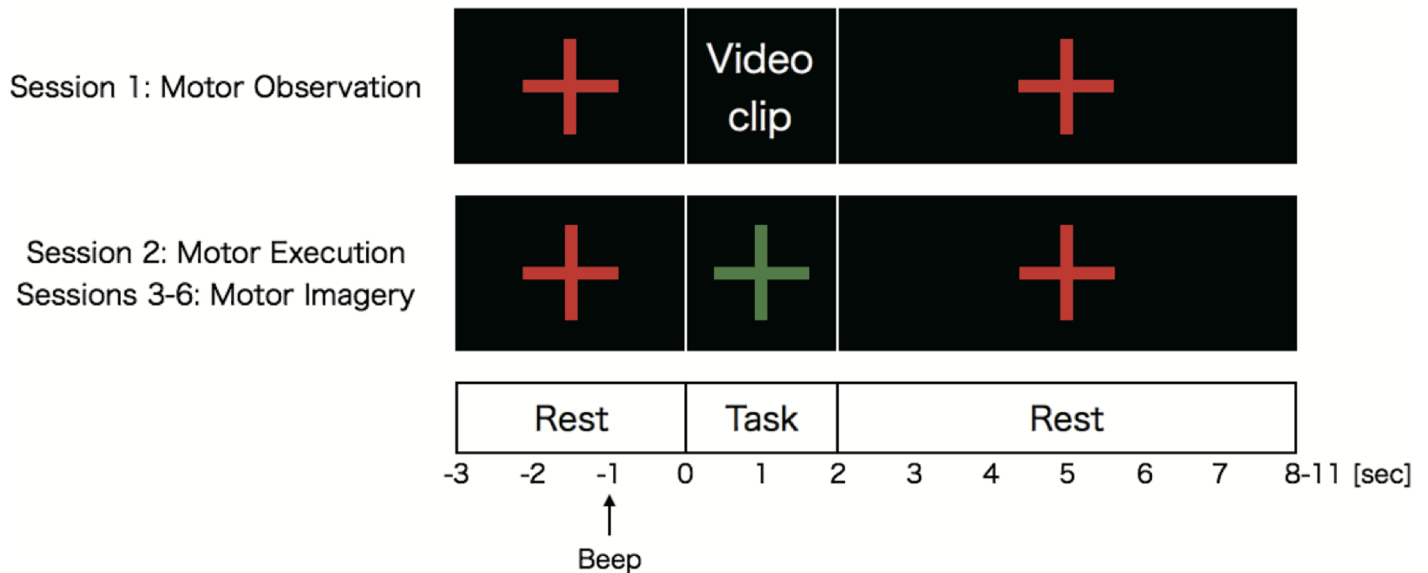 Session 1: Motor Observation
Video
clip
Session 2: Motor Execution
Sessions 3-6: Motor Imagery
Rest
Task
Rest
-3 -2 -1 0 1 2 3 4 5 6 7 8-11 [sec]
Beep